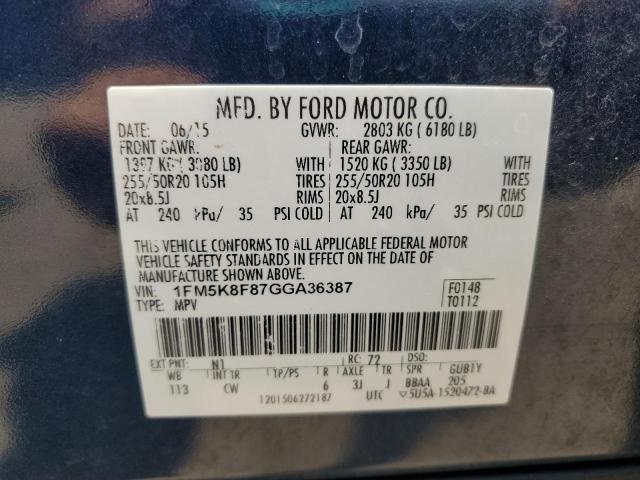 MFD. BY FORD MOTOR CO.
DATE: 06/15 GVWR: 2803 KG ( 6180 LB)
FRONT GAWR: REAR GAWR:
1397 KG ( 3080 LB) WITH 1520 KG ( 3350 LB) WITH
255/50R20 105H TIRES 255/50R20 105H TIRES
20x8.5J RIMS 20x8.5J RIMS
AT 240 kPa/ 35 PSI COLD AT 240 kPa/ 35 PSI COLD
THIS VEHICLE CONFORMS TO ALL APPLICABLE FEDERAL MOTOR
VEHICLE SAFETY STANDARDS IN EFFECT ON THE DATE OF
MANUFACTURE SHOWN ABOVE.
VIN: 1FM5K8F87GGA36387 F0148
TYPE: MPV T0112
EXT PNT: N1 RC: 72 DSO:
WB INT TR TP/PS R AXLE TR SPR GUB1Y
113 CW 6 3J J BBAA 205
1201506272187 UTC ▽5U5A-1520472-BA